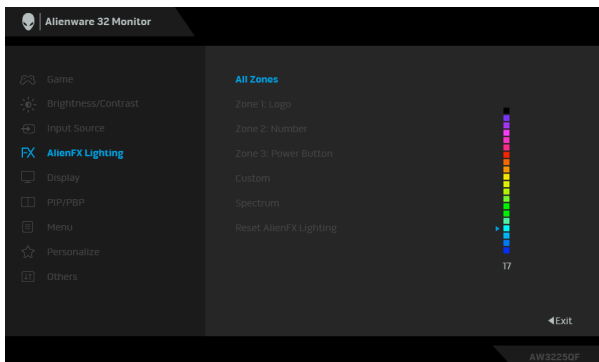 Alienware 32 Monitor
Game
Brightness/Contrast
Input Source
FX AlienFX Lighting
Display
PIP/PBP
Menu
Personalize
Others
All Zones
Zone 1: Logo
Zone 2: Number
Zone 3: Power Button
Custom
Spectrum
Reset AlienFX Lighting
17
Exit
AW3225QF